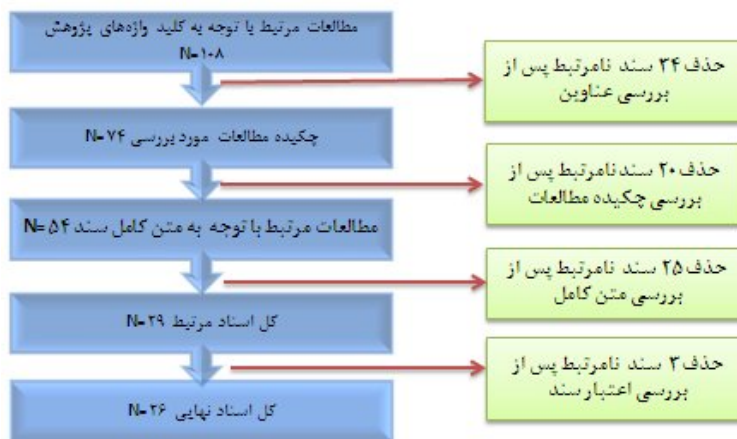 مطالعات مرتبط با توجه به کلید واژه‌های پژوهش
N=۱۰۸
حذف ۳۴ سند نامرتبط پس از
بررسی عناوین
چکیده مطالعات مورد بررسی N=۷۴
حذف ۲۰ سند نامرتبط پس از
بررسی چکیده مطالعات
مطالعات مرتبط با توجه به متن کامل سند N=۵۴
حذف ۲۵ سند نامرتبط پس از
بررسی متن کامل
کل اسناد مرتبط N=۲۹
حذف ۳ سند نامرتبط پس از
بررسی اعتبار سند
کل اسناد نهایی N=۲۶